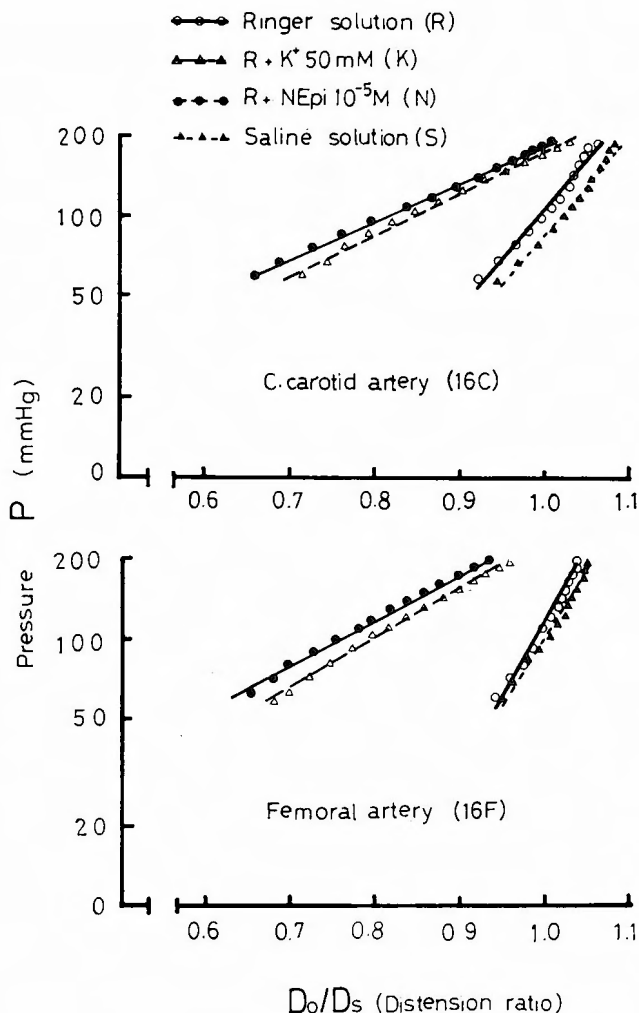 Ringer solution (R)
R + K⁺ 50 mM (K)
R + NEpi 10⁻⁵M (N)
Saline solution (S)
200
100
50
20
0
C. carotid artery (16C)
0.6 0.7 0.8 0.9 1.0 1.1
P (mmHg)
Pressure
200
100
50
20
0
Femoral artery (16F)
0.6 0.7 0.8 0.9 1.0 1.1
Do/Ds (Distension ratio)